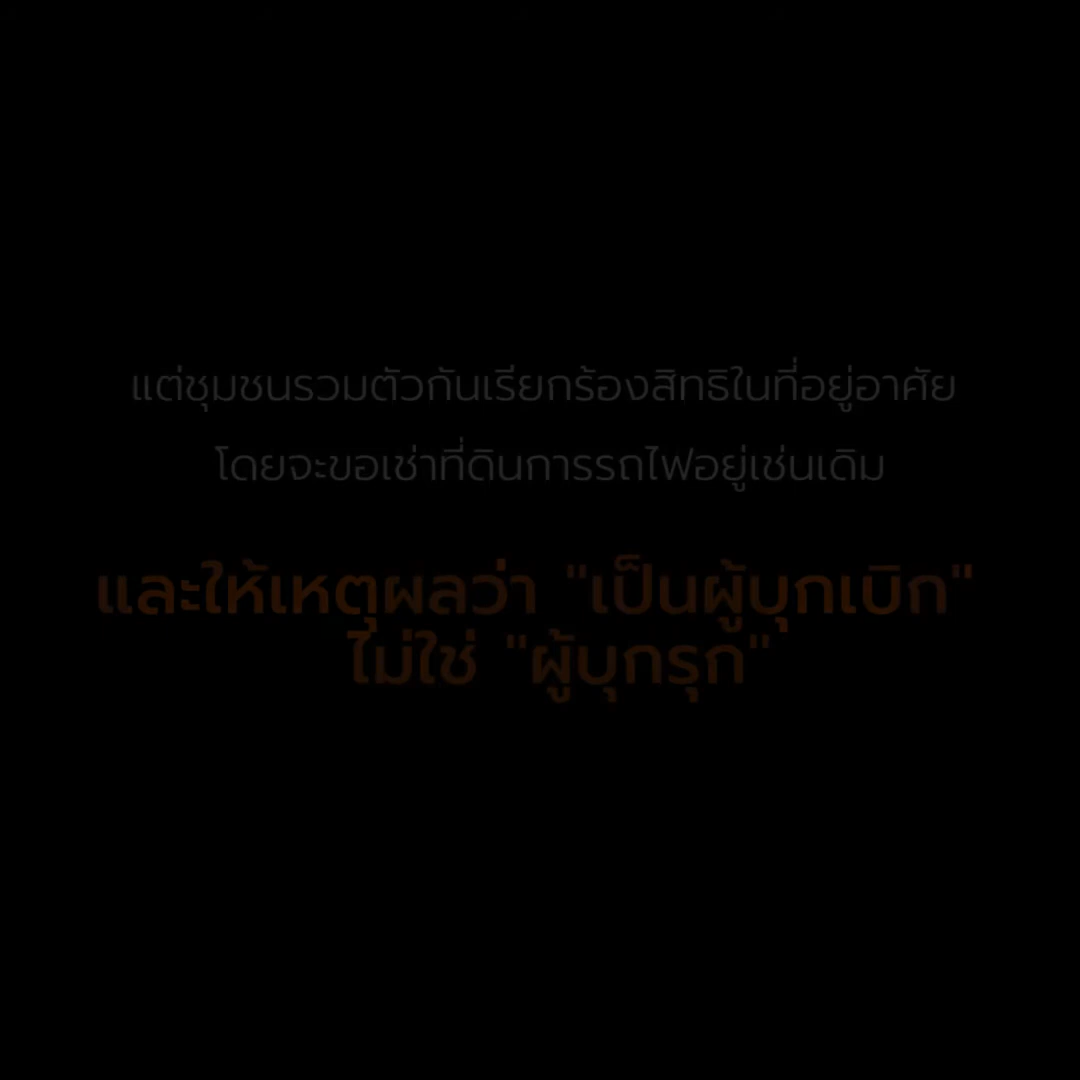 แต่ชุมชนรวมตัวกันเรียกร้องสิทธิในที่อยู่อาศัย
โดยจะขอเช่าที่ดินการรถไฟอยู่เช่นเดิม
และให้เหตุผลว่า "เป็นผู้บุกเบิก"
ไม่ใช่ "ผู้บุกรุก"